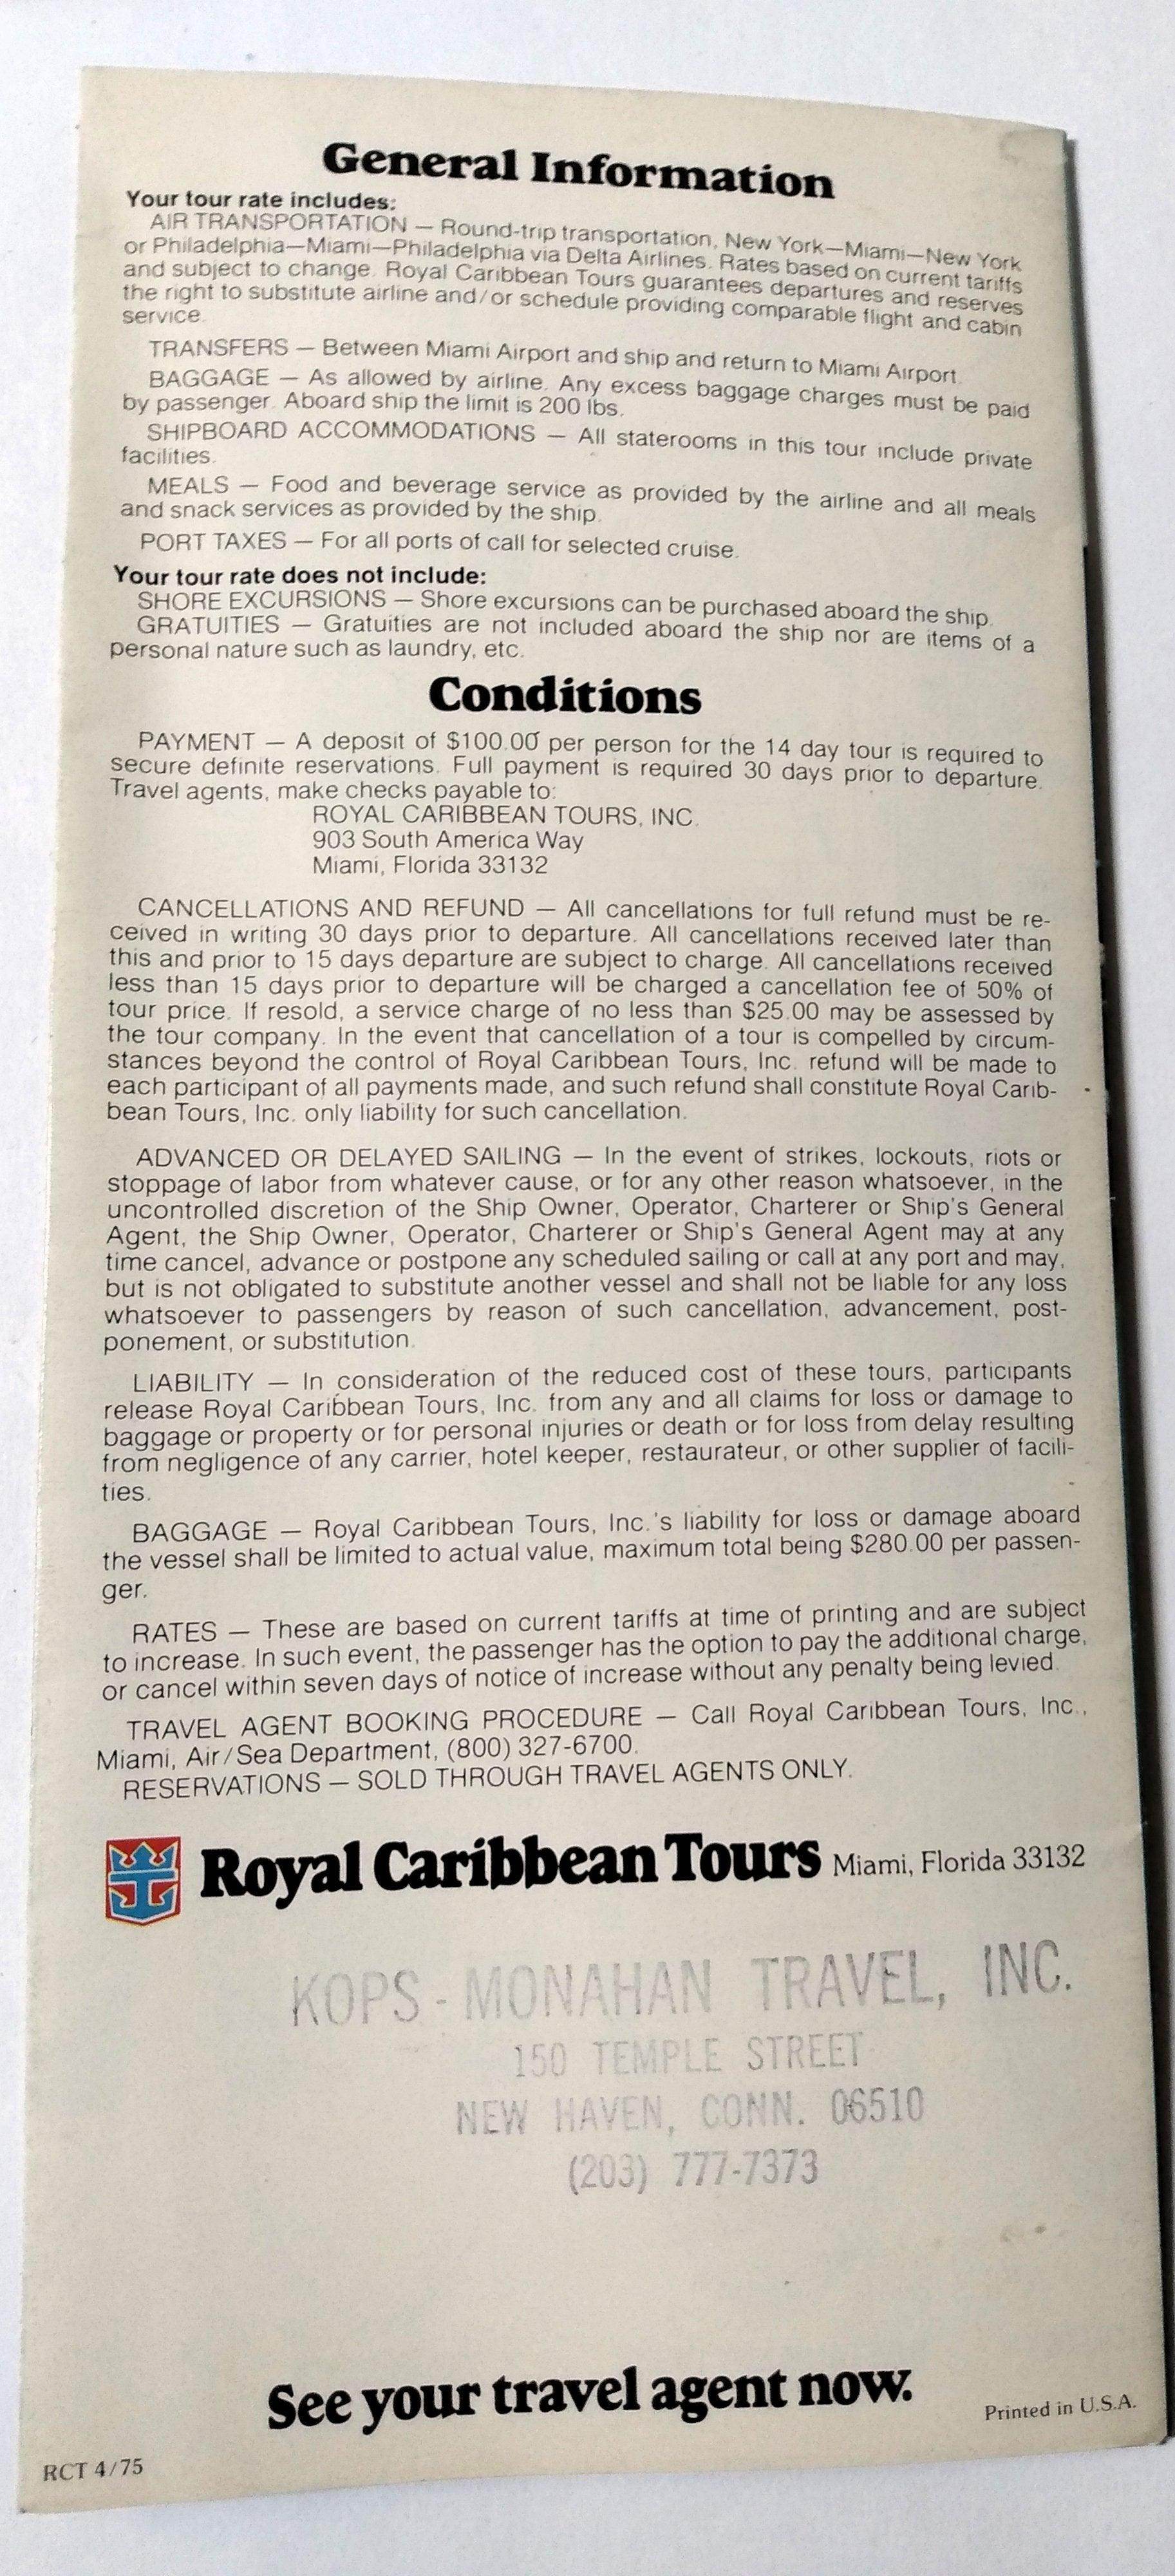 General Information
Your tour rate includes:
AIR TRANSPORTATION — Round-trip transportation, New York—Miami—New York
or Philadelphia—Miami—Philadelphia via Delta Airlines. Rates based on current tariffs
and subject to change. Royal Caribbean Tours guarantees departures and reserves
the right to substitute airline and/or schedule providing comparable flight and cabin
service.
TRANSFERS — Between Miami Airport and ship and return to Miami Airport.
BAGGAGE — As allowed by airline. Any excess baggage charges must be paid
by passenger. Aboard ship the limit is 200 lbs.
SHIPBOARD ACCOMMODATIONS — All staterooms in this tour include private
facilities.
MEALS — Food and beverage service as provided by the airline and all meals
and snack services as provided by the ship.
PORT TAXES — For all ports of call for selected cruise.
Your tour rate does not include:
SHORE EXCURSIONS — Shore excursions can be purchased aboard the ship.
GRATUITIES — Gratuities are not included aboard the ship nor are items of a
personal nature such as laundry, etc.
Conditions
PAYMENT — A deposit of $100.00 per person for the 14 day tour is required to
secure definite reservations. Full payment is required 30 days prior to departure.
Travel agents, make checks payable to:
ROYAL CARIBBEAN TOURS, INC.
903 South America Way
Miami, Florida 33132
CANCELLATIONS AND REFUND — All cancellations for full refund must be re-
ceived in writing 30 days prior to departure. All cancellations received later than
this and prior to 15 days departure are subject to charge. All cancellations received
less than 15 days prior to departure will be charged a cancellation fee of 50% of
tour price. If resold, a service charge of no less than $25.00 may be assessed by
the tour company. In the event that cancellation of a tour is compelled by circum-
stances beyond the control of Royal Caribbean Tours, Inc. refund will be made to
each participant of all payments made, and such refund shall constitute Royal Carib-
bean Tours, Inc. only liability for such cancellation.
ADVANCED OR DELAYED SAILING — In the event of strikes, lockouts, riots or
stoppage of labor from whatever cause, or for any other reason whatsoever, in the
uncontrolled discretion of the Ship Owner, Operator, Charterer or Ship's General
Agent, the Ship Owner, Operator, Charterer or Ship's General Agent may at any
time cancel, advance or postpone any scheduled sailing or call at any port and may,
but is not obligated to substitute another vessel and shall not be liable for any loss
whatsoever to passengers by reason of such cancellation, advancement, post-
ponement, or substitution.
LIABILITY — In consideration of the reduced cost of these tours, participants
release Royal Caribbean Tours, Inc. from any and all claims for loss or damage to
baggage or property or for personal injuries or death or for loss from delay resulting
from negligence of any carrier, hotel keeper, restaurateur, or other supplier of facili-
ties.
BAGGAGE — Royal Caribbean Tours, Inc.'s liability for loss or damage aboard
the vessel shall be limited to actual value, maximum total being $280.00 per passen-
ger.
RATES — These are based on current tariffs at time of printing and are subject
to increase. In such event, the passenger has the option to pay the additional charge,
or cancel within seven days of notice of increase without any penalty being levied.
TRAVEL AGENT BOOKING PROCEDURE — Call Royal Caribbean Tours, Inc.,
Miami, Air/Sea Department, (800) 327-6700.
RESERVATIONS — SOLD THROUGH TRAVEL AGENTS ONLY.
Royal Caribbean Tours Miami, Florida 33132
KOPS - MONAHAN TRAVEL, INC.
150 TEMPLE STREET
NEW HAVEN, CONN. 06510
(203) 777-7373
See your travel agent now.
Printed in U.S.A.
RCT 4/75